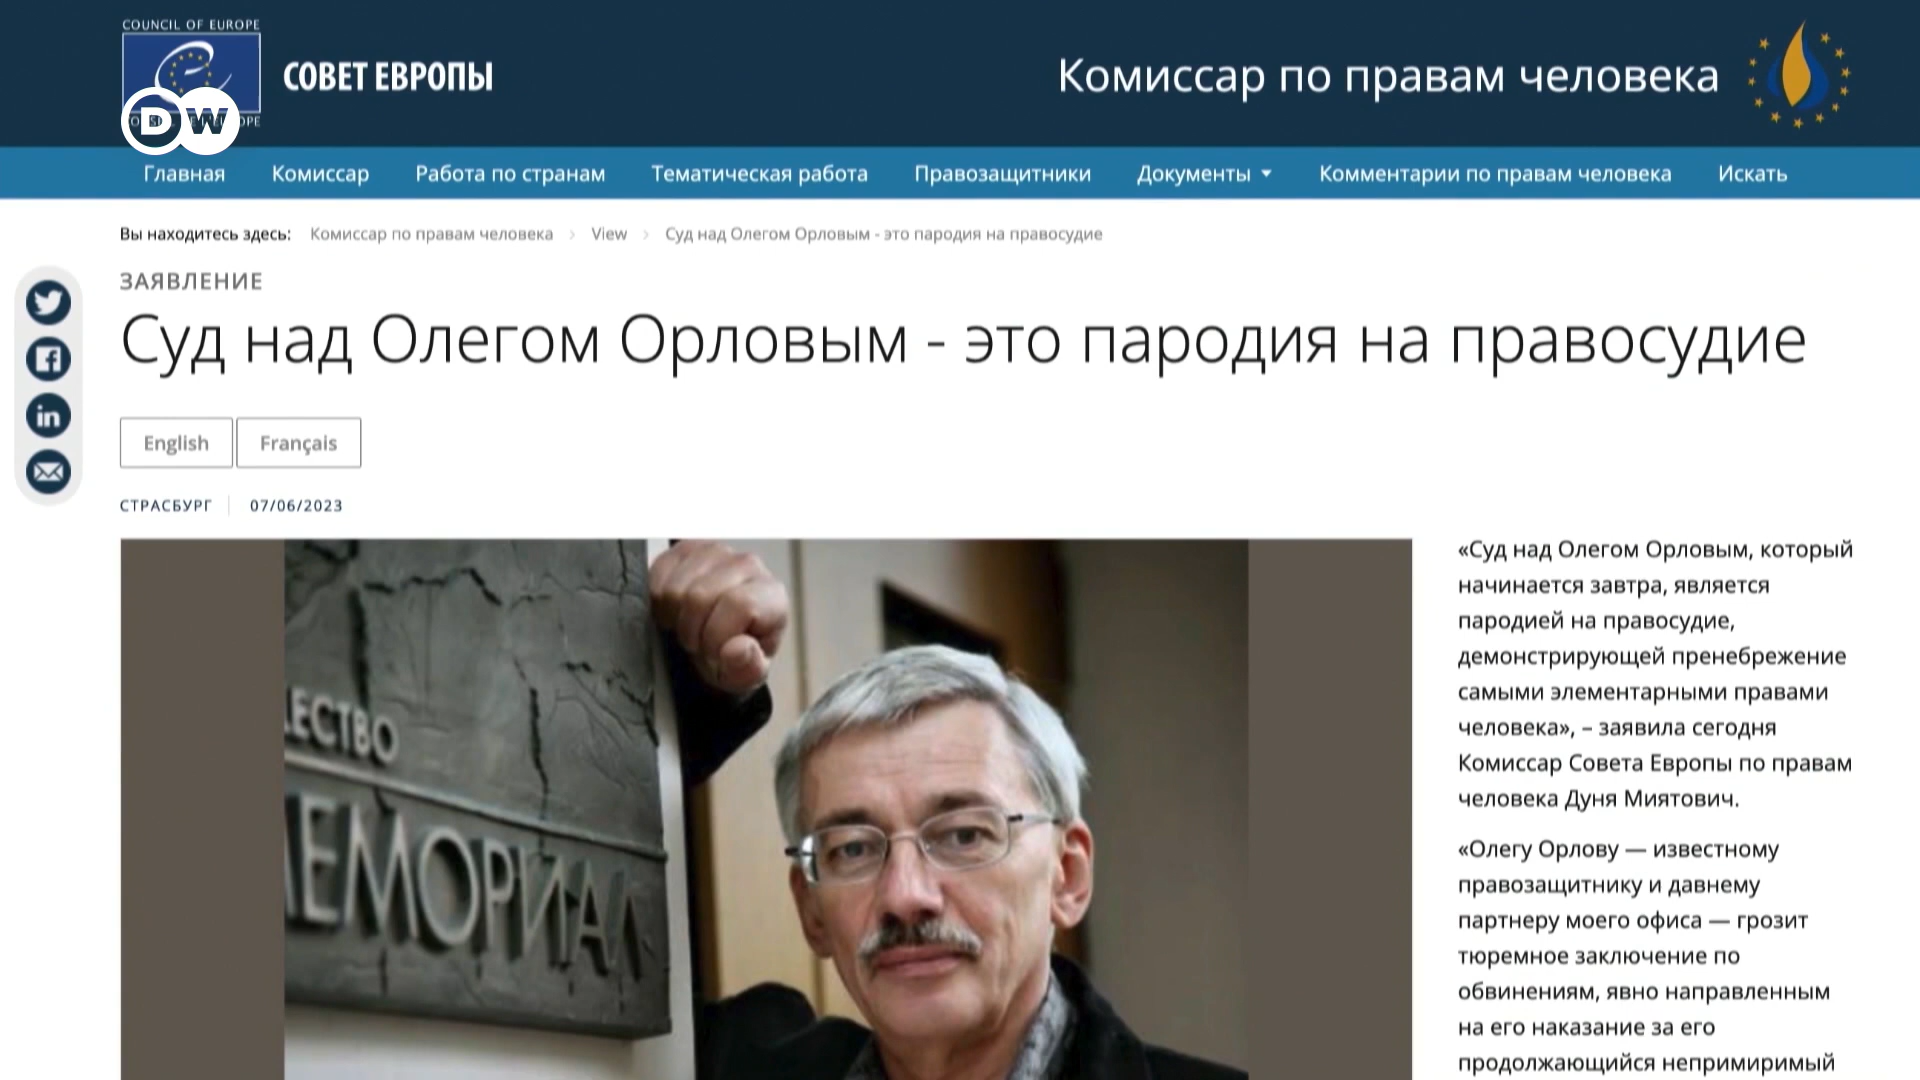 COUNCIL OF EUROPE
СОВЕТ ЕВРОПЫ
DW
Комиссар по правам человека
Главная Комиссар Работа по странам Тематическая работа Правозащитники Документы Комментарии по правам человека Искать
Вы находитесь здесь: Комиссар по правам человека › View › Суд над Олегом Орловым - это пародия на правосудие
ЗАЯВЛЕНИЕ
Суд над Олегом Орловым - это пародия на правосудие
English Français
СТРАСБУРГ 07/06/2023
ЕСТВО
ЕМОРИАЛ
«Суд над Олегом Орловым, который
начинается завтра, является
пародией на правосудие,
демонстрирующей пренебрежение
самыми элементарными правами
человека», – заявила сегодня
Комиссар Совета Европы по правам
человека Дуня Миятович.
«Олегу Орлову — известному
правозащитнику и давнему
партнеру моего офиса — грозит
тюремное заключение по
обвинениям, явно направленным
на его наказание за его
продолжающийся непримиримый